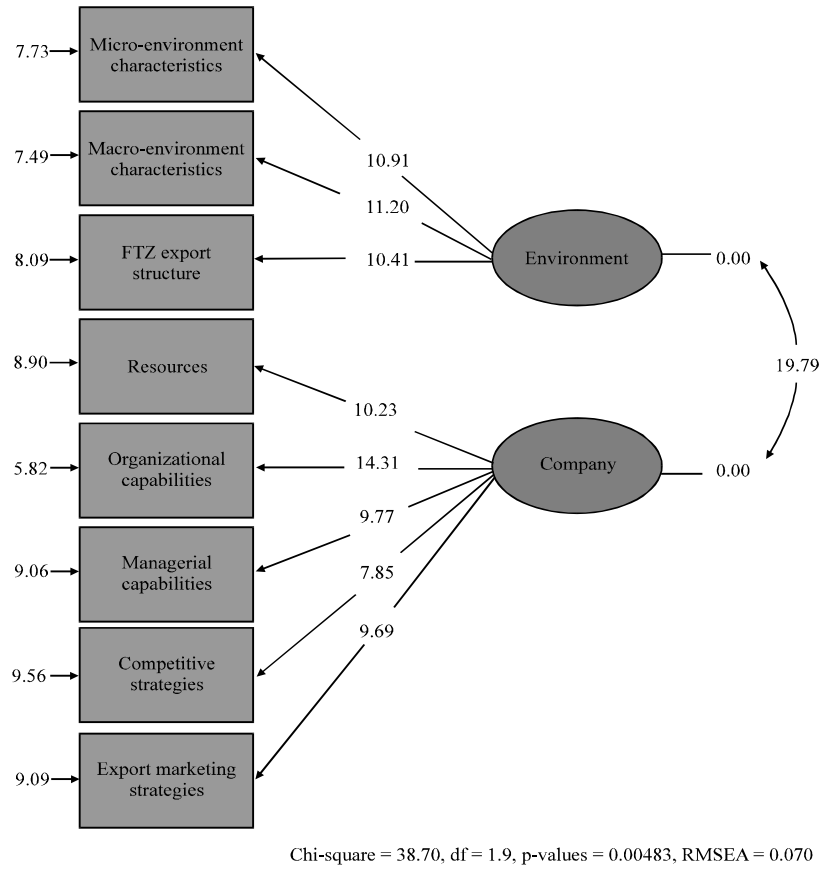 7.73
Micro-environment
characteristics
10.91
7.49
Macro-environment
characteristics
11.20
8.09
FTZ export
structure
10.41
Environment
0.00
8.90
Resources
10.23
19.79
5.82
Organizational
capabilities
14.31
Company
0.00
9.06
Managerial
capabilities
9.77
7.85
9.56
Competitive
strategies
9.69
9.09
Export marketing
strategies
Chi-square = 38.70, df = 1.9, p-values = 0.00483, RMSEA = 0.070